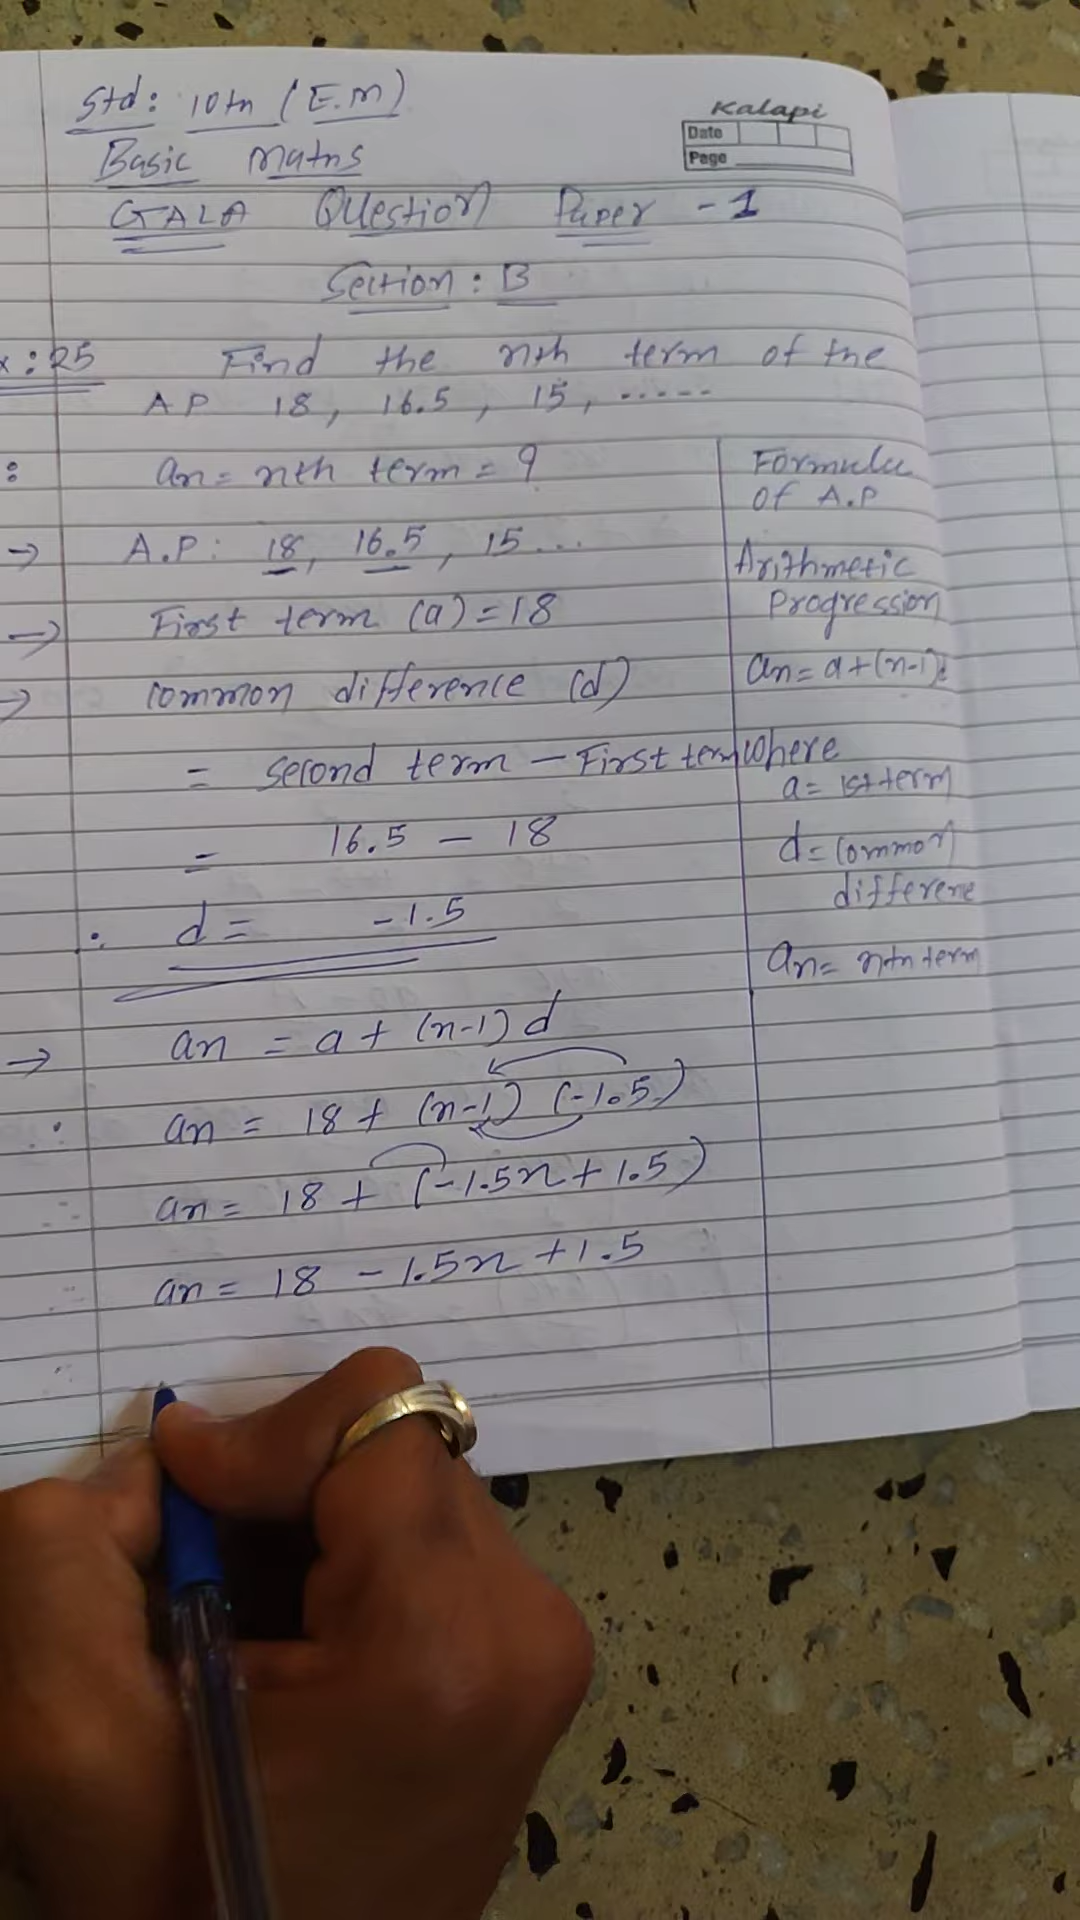 Std: 10th (E.M)
Kalapi
Date
Page
Basic Maths
GALA Question Paper - 1
Section: B
x: 25 Find the nth term of the
AP 18, 16.5, 15, .....
: an = nth term = ?
→ A.P: 18, 16.5, 15...
→ First term (a) = 18
→ common difference (d)
= second term - First term
= 16.5 - 18
∴ d = -1.5
→ an = a + (n-1) d
∴ an = 18 + (n-1) (-1.5)
an = 18 + (-1.5n + 1.5)
an = 18 - 1.5n + 1.5
Formula
of A.P
Arithmetic
Progression
an = a + (n-1)d
where
a = 1st term
d = common
differene
an = nth term